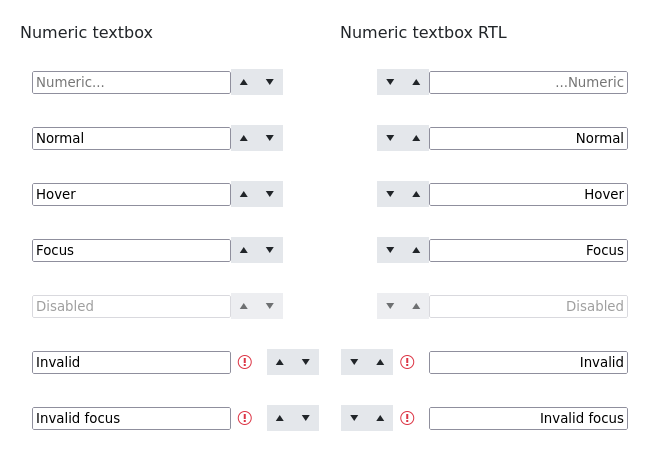 Numeric textbox
Numeric...
Normal
Hover
Focus
Disabled
Invalid
Invalid focus
Numeric textbox RTL
...Numeric
Normal
Hover
Focus
Disabled
Invalid
Invalid focus